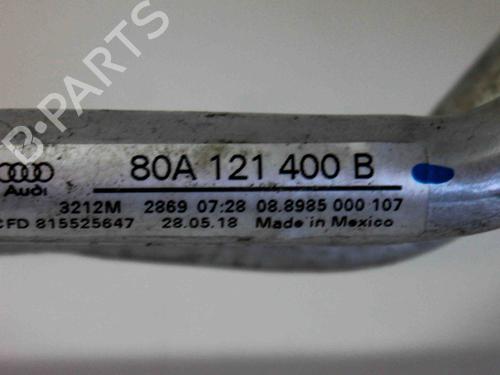 B-PARTS
80A 121 400 B
Audi
3212M 2869 07:28 08.8985 000 107
CFD 815525647 28.05.18 Made in Mexico